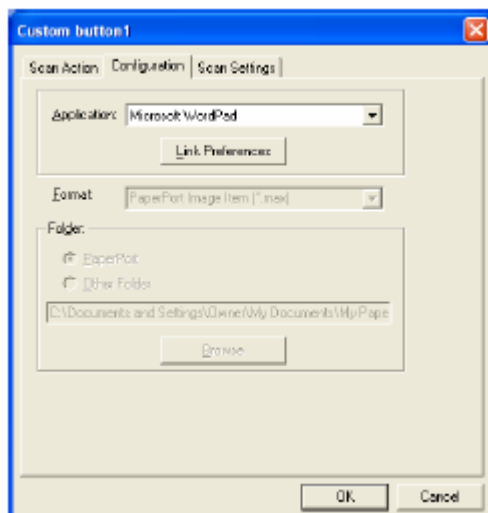 Custom button1
Scan Action Configuration Scan Settings
Application: Microsoft WordPad
Link Preferences
Format PaperPort Image Item (*.max)
Folder:
PaperPort
Other Folder
C:\Documents and Settings\Owner\My Documents\My Pape
Browse
OK Cancel